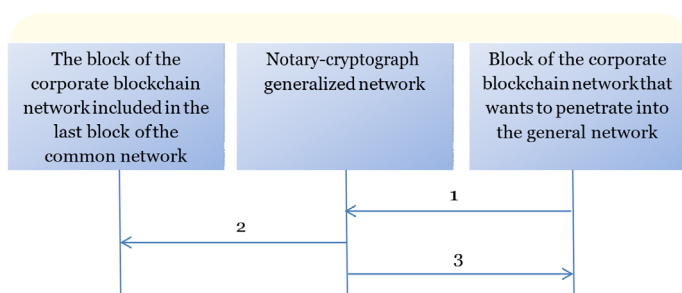 The block of the
corporate blockchain
network included in the
last block of the
common network
Notary-cryptograph
generalized network
Block of the corporate
blockchain network that
wants to penetrate into
the general network
1
2
3